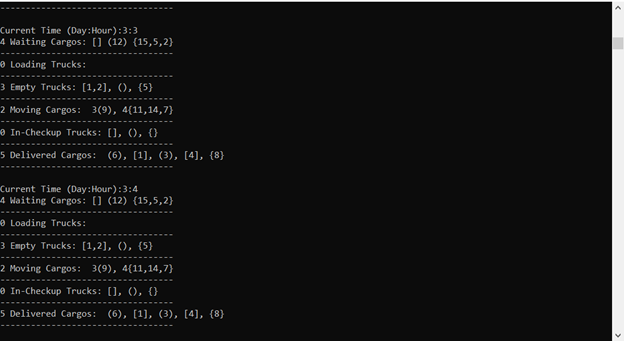 ---------------------------------
Current Time (Day:Hour):3:3
4 Waiting Cargos: [] (12) {15,5,2}
---------------------------------
0 Loading Trucks:
---------------------------------
3 Empty Trucks: [1,2], (), {5}
---------------------------------
2 Moving Cargos:  3(9), 4{11,14,7}
---------------------------------
0 In-Checkup Trucks: [], (), {}
---------------------------------
5 Delivered Cargos:  (6), [1], (3), [4], {8}
---------------------------------
Current Time (Day:Hour):3:4
4 Waiting Cargos: [] (12) {15,5,2}
---------------------------------
0 Loading Trucks:
---------------------------------
3 Empty Trucks: [1,2], (), {5}
---------------------------------
2 Moving Cargos:  3(9), 4{11,14,7}
---------------------------------
0 In-Checkup Trucks: [], (), {}
---------------------------------
5 Delivered Cargos:  (6), [1], (3), [4], {8}
---------------------------------